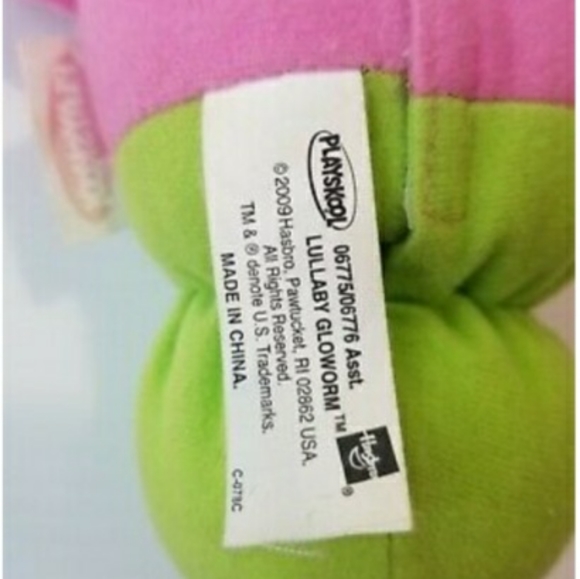 PLAYSKOOL
06775/06776 Asst.
LULLABY GLOWORM™
© 2009 Hasbro, Pawtucket, RI 02862 USA.
All Rights Reserved.
TM & ® denote U.S. Trademarks.
MADE IN CHINA.
Hasbro ®
C-078C